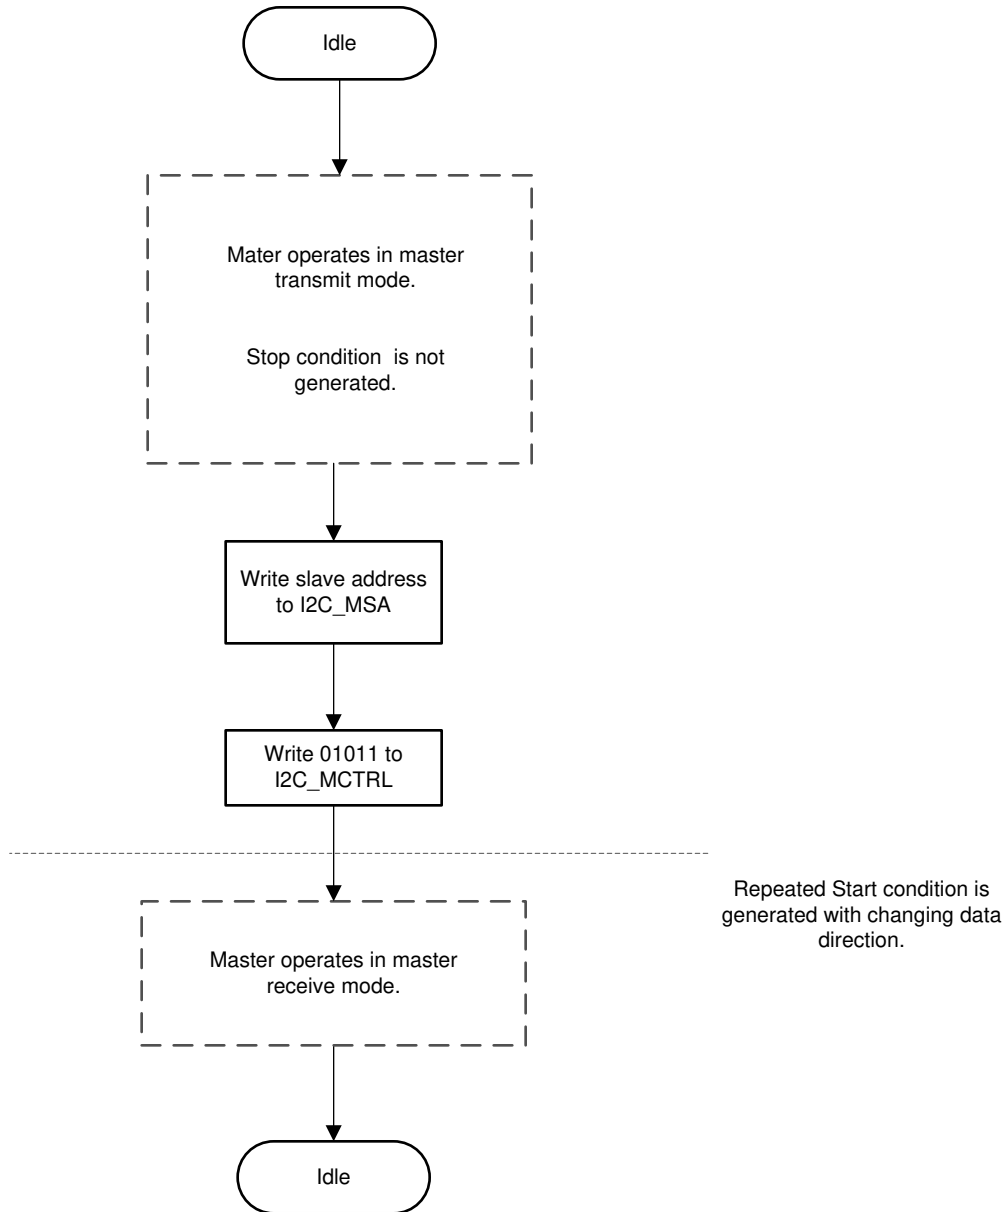 Idle
Mater operates in master
transmit mode.
Stop condition  is not
generated.
Write slave address
to I2C_MSA
Write 01011 to
I2C_MCTRL
Repeated Start condition is
generated with changing data
direction.
Master operates in master
receive mode.
Idle